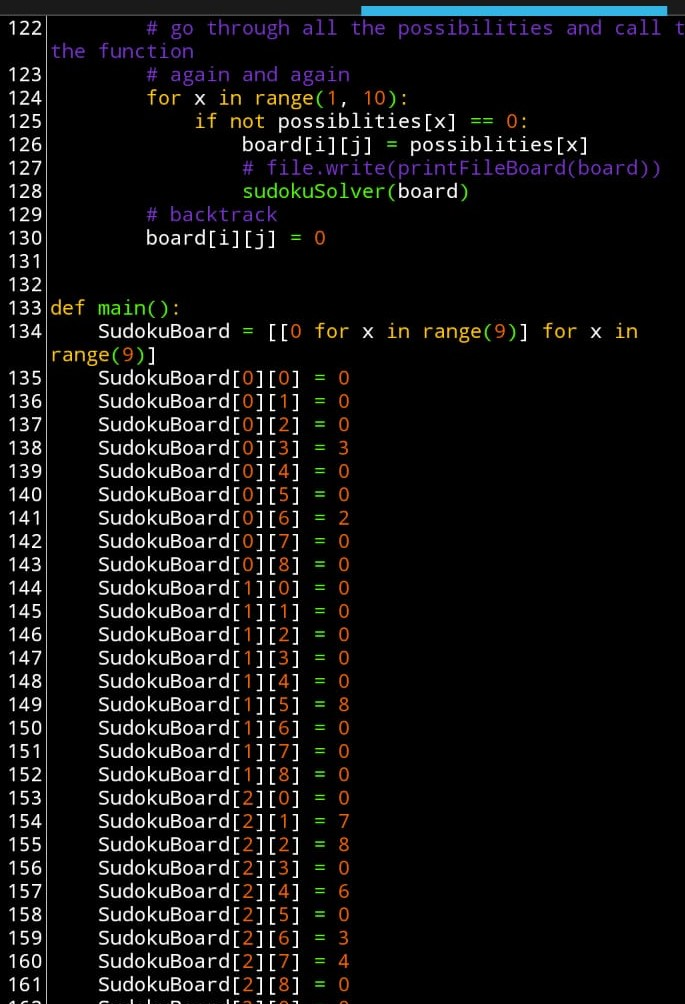 122 # go through all the possibilities and call t
the function
123 # again and again
124 for x in range(1, 10):
125 if not possiblities[x] == 0:
126 board[i][j] = possiblities[x]
127 # file.write(printFileBoard(board))
128 sudokuSolver(board)
129 # backtrack
130 board[i][j] = 0
131
132
133 def main():
134 SudokuBoard = [[0 for x in range(9)] for x in
range(9)]
135 SudokuBoard[0][0] = 0
136 SudokuBoard[0][1] = 0
137 SudokuBoard[0][2] = 0
138 SudokuBoard[0][3] = 3
139 SudokuBoard[0][4] = 0
140 SudokuBoard[0][5] = 0
141 SudokuBoard[0][6] = 2
142 SudokuBoard[0][7] = 0
143 SudokuBoard[0][8] = 0
144 SudokuBoard[1][0] = 0
145 SudokuBoard[1][1] = 0
146 SudokuBoard[1][2] = 0
147 SudokuBoard[1][3] = 0
148 SudokuBoard[1][4] = 0
149 SudokuBoard[1][5] = 8
150 SudokuBoard[1][6] = 0
151 SudokuBoard[1][7] = 0
152 SudokuBoard[1][8] = 0
153 SudokuBoard[2][0] = 0
154 SudokuBoard[2][1] = 7
155 SudokuBoard[2][2] = 8
156 SudokuBoard[2][3] = 0
157 SudokuBoard[2][4] = 6
158 SudokuBoard[2][5] = 0
159 SudokuBoard[2][6] = 3
160 SudokuBoard[2][7] = 4
161 SudokuBoard[2][8] = 0